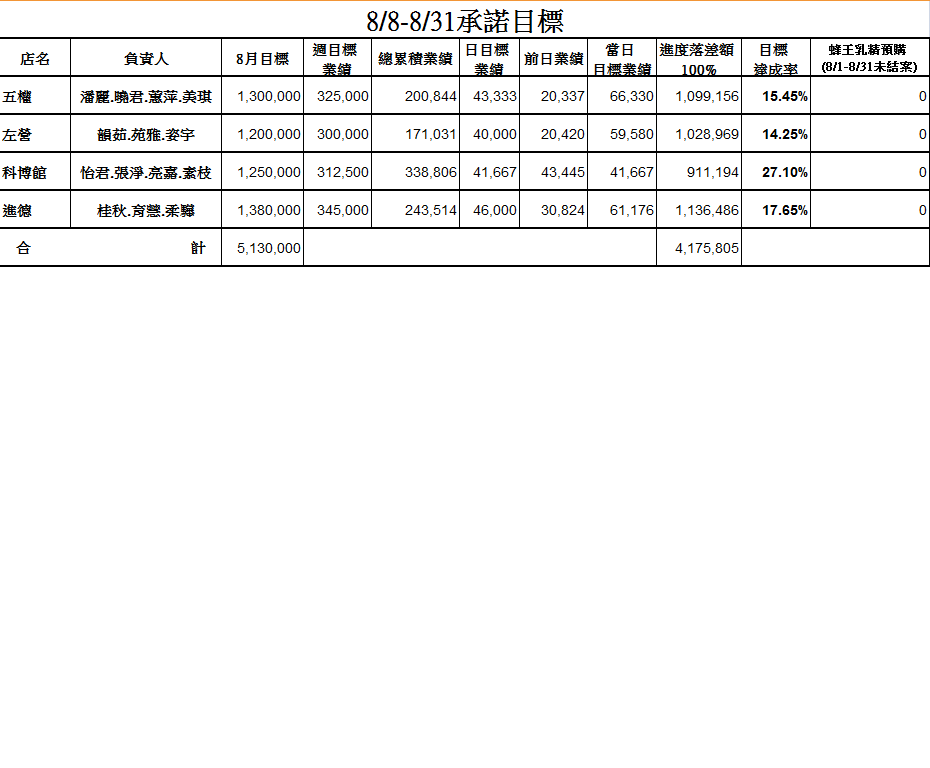 8/8-8/31承諾目標
店名 負責人 8月目標 週目標業績 總累積業績 日目標業績 前日業績 當日目標業績 進度落差額100% 目標達成率 蜂王乳精預購(8/1-8/31未結案)
五權 潘麗.曉君.蕙萍.美琪 1,300,000 325,000 200,844 43,333 20,337 66,330 1,099,156 15.45% 0
左營 韻茹.苑雅.姿宇 1,200,000 300,000 171,031 40,000 20,420 59,580 1,028,969 14.25% 0
科博館 怡君.張淨.亮嘉.素枝 1,250,000 312,500 338,806 41,667 43,445 41,667 911,194 27.10% 0
進德 桂秋.育慧.柔驊 1,380,000 345,000 243,514 46,000 30,824 61,176 1,136,486 17.65% 0
合 計 5,130,000 4,175,805